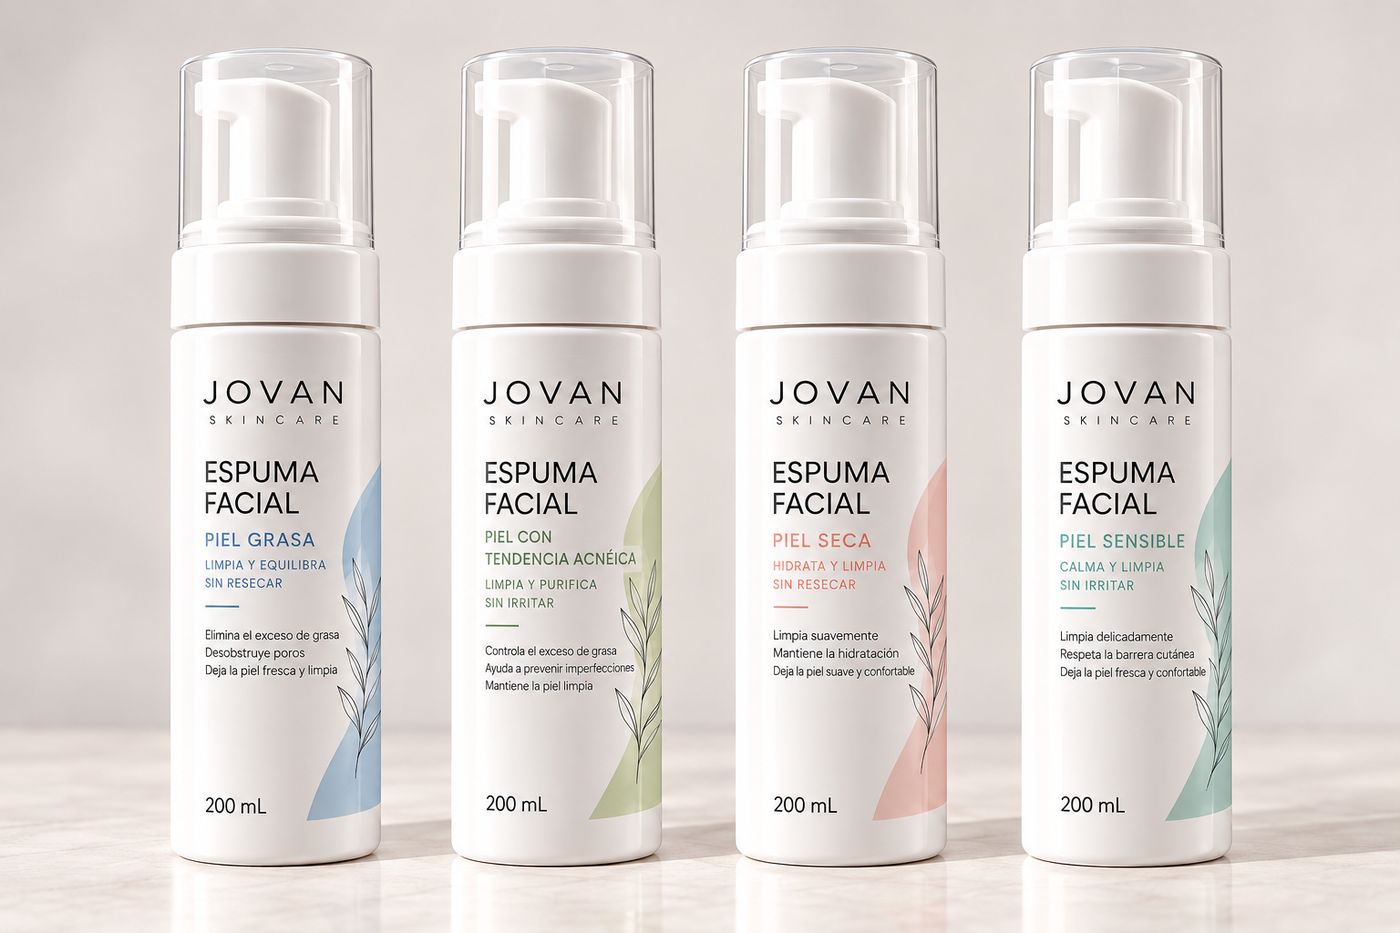 JOVAN
SKINCARE
ESPUMA
FACIAL
PIEL GRASA
LIMPIA Y EQUILIBRA
SIN RESECAR
Elimina el exceso de grasa
Desobstruye poros
Deja la piel fresca y limpia
200 mL
JOVAN
SKINCARE
ESPUMA
FACIAL
PIEL CON
TENDENCIA ACNÉICA
LIMPIA Y PURIFICA
SIN IRRITAR
Controla el exceso de grasa
Ayuda a prevenir imperfecciones
Mantiene la piel limpia
200 mL
JOVAN
SKINCARE
ESPUMA
FACIAL
PIEL SECA
HIDRATA Y LIMPIA
SIN RESECAR
Limpia suavemente
Mantiene la hidratación
Deja la piel suave y confortable
200 mL
JOVAN
SKINCARE
ESPUMA
FACIAL
PIEL SENSIBLE
CALMA Y LIMPIA
SIN IRRITAR
Limpia delicadamente
Respeta la barrera cutánea
Deja la piel fresca y confortable
200 mL